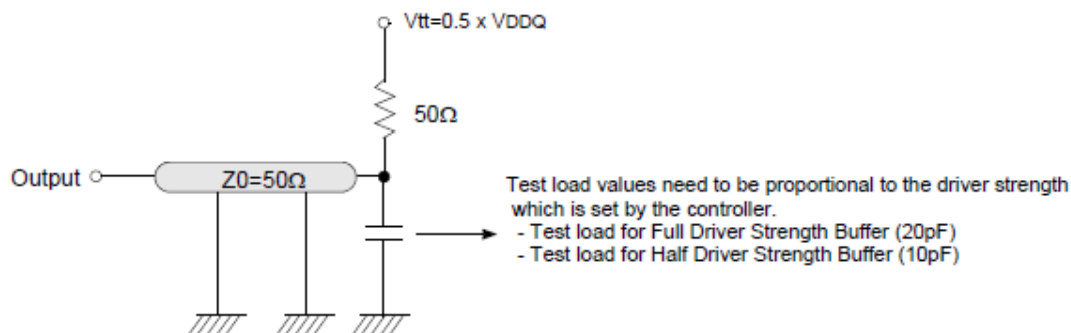 Vtt=0.5 x VDDQ
50Ω
Output
Z0=50Ω
Test load values need to be proportional to the driver strength
which is set by the controller.
- Test load for Full Driver Strength Buffer (20pF)
- Test load for Half Driver Strength Buffer (10pF)